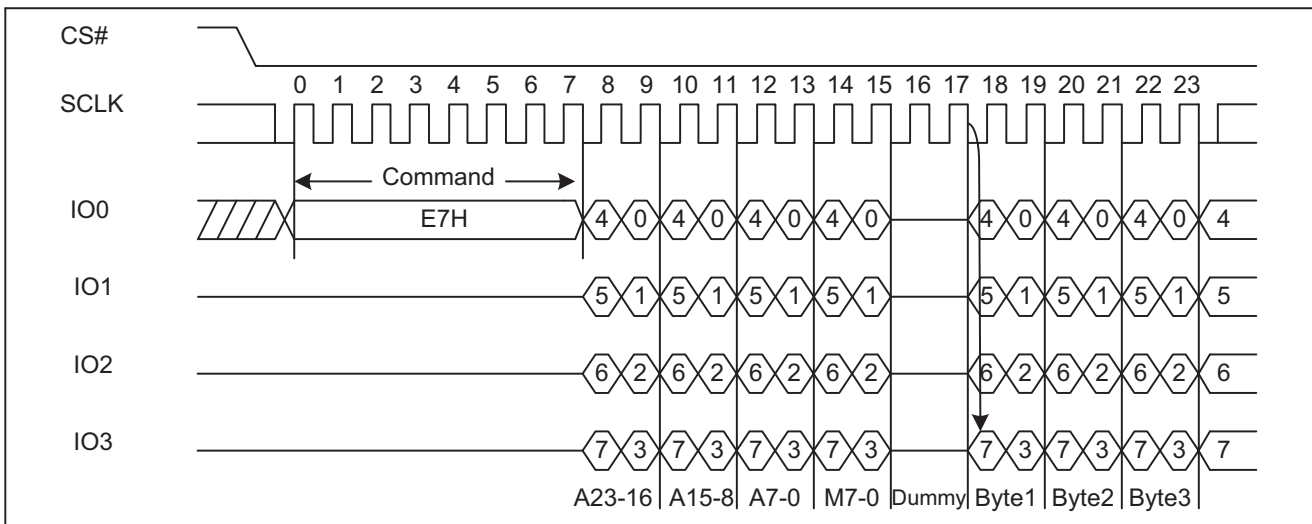 CS#
0 1 2 3 4 5 6 7 8 9 10 11 12 13 14 15 16 17 18 19 20 21 22 23
SCLK
Command
IO0 E7H 4 0 4 0 4 0 4 0 4 0 4 0 4 0 4
IO1 5 1 5 1 5 1 5 1 5 1 5 1 5 1 5
IO2 6 2 6 2 6 2 6 2 6 2 6 2 6 2 6
IO3 7 3 7 3 7 3 7 3 7 3 7 3 7 3 7
A23-16 A15-8 A7-0 M7-0 Dummy Byte1 Byte2 Byte3